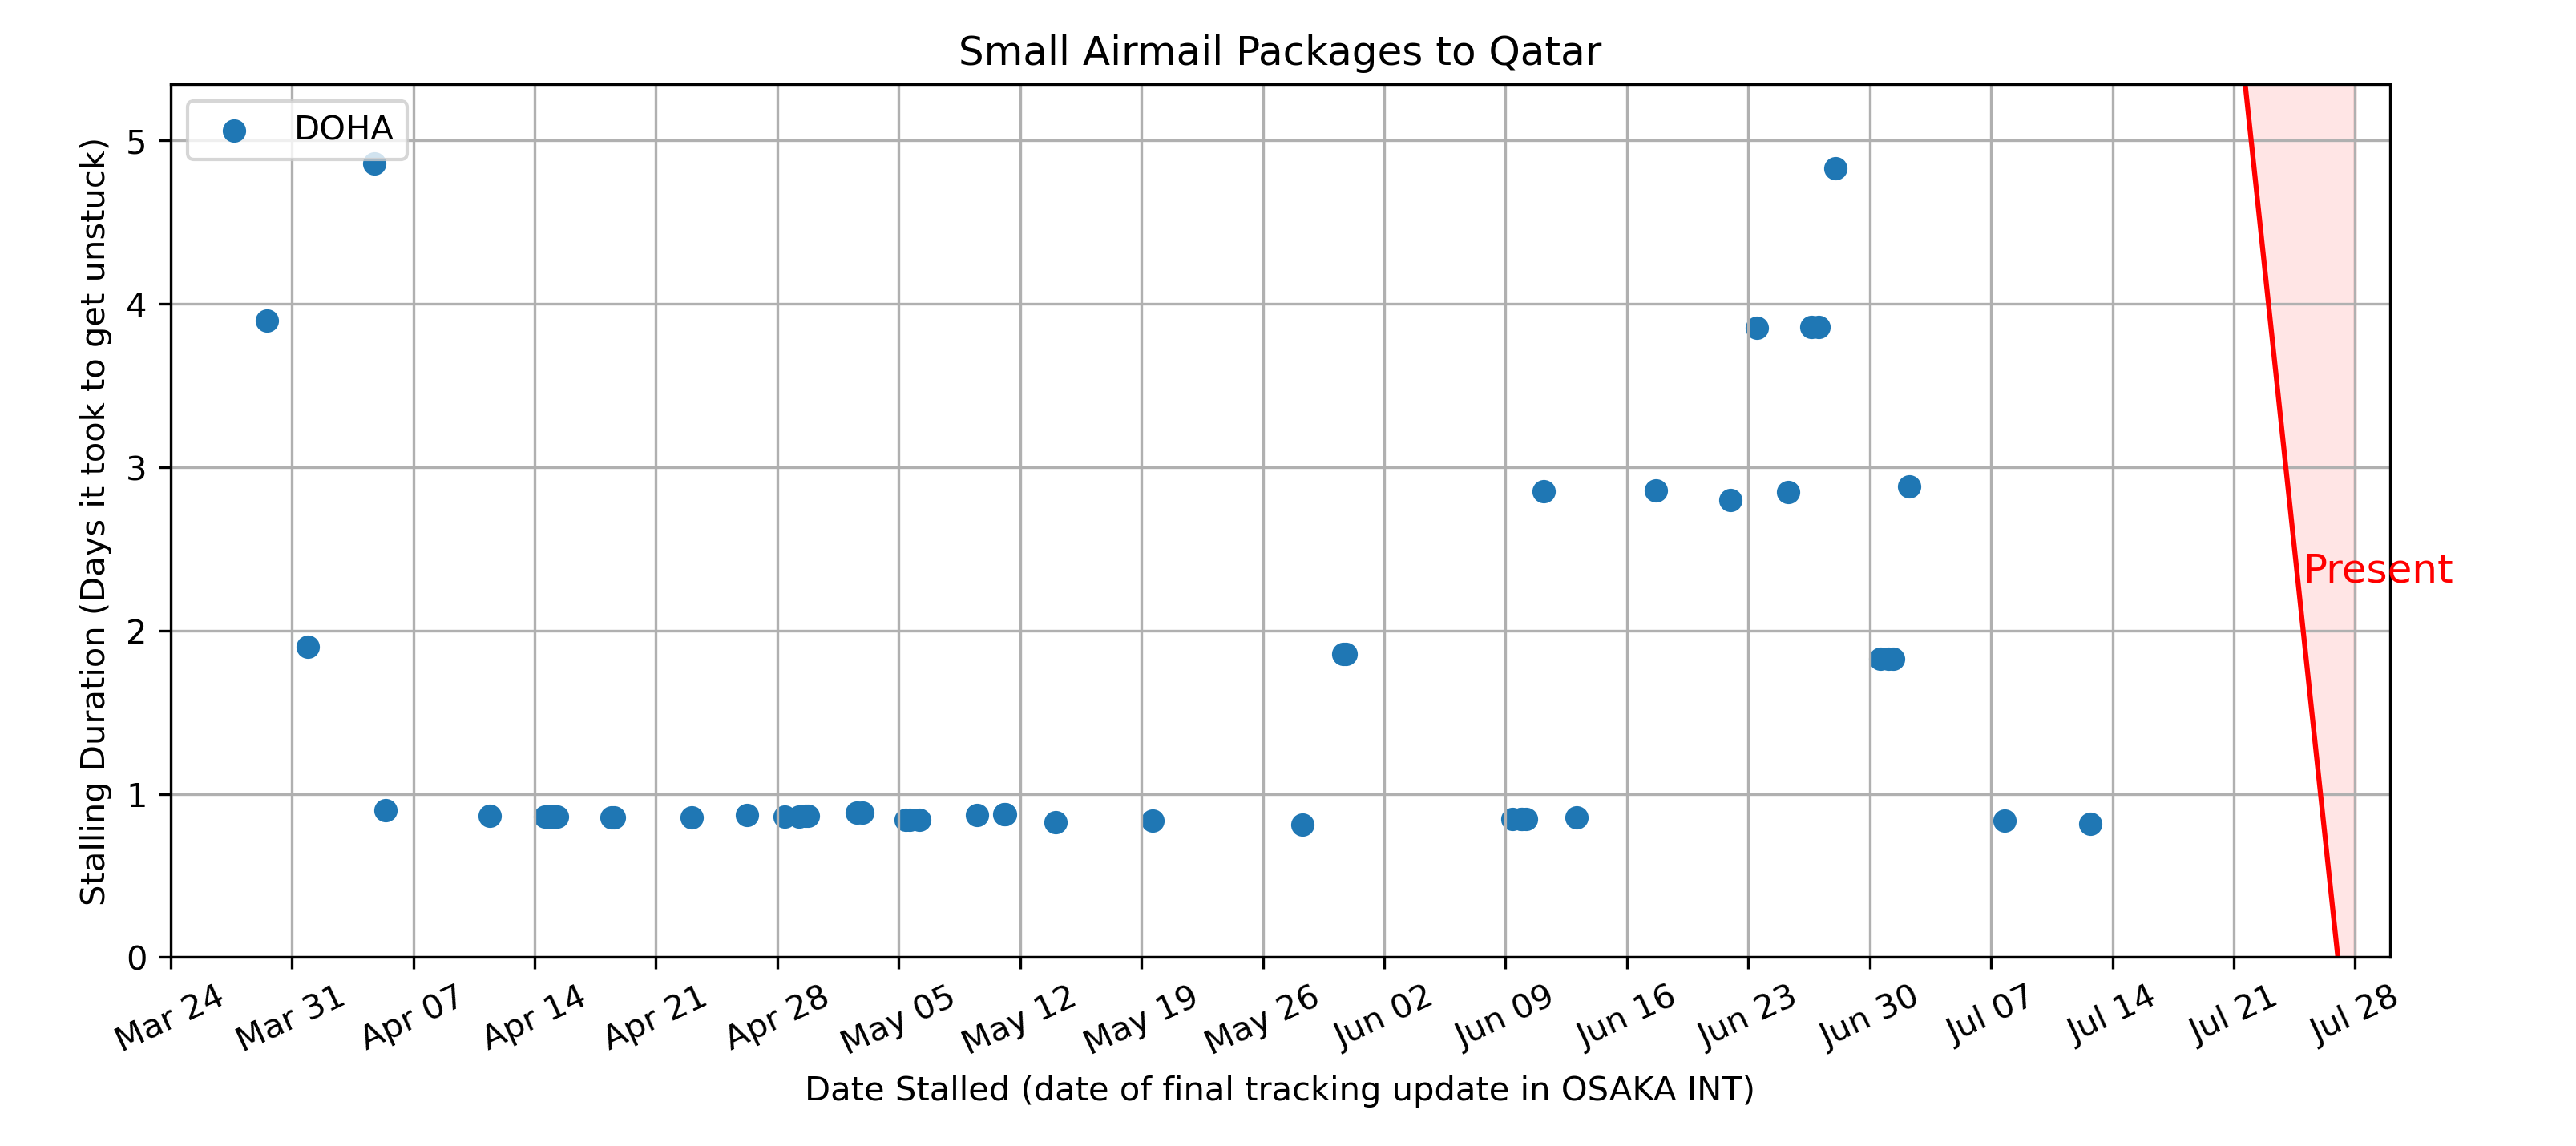 Small Airmail Packages to Qatar
DOHA
Stalling Duration (Days it took to get unstuck)
5
4
3
2
1
0
Present
Mar 24
Mar 31
Apr 07
Apr 14
Apr 21
Apr 28
May 05
May 12
May 19
May 26
Jun 02
Jun 09
Jun 16
Jun 23
Jun 30
Jul 07
Jul 14
Jul 21
Jul 28
Date Stalled (date of final tracking update in OSAKA INT)